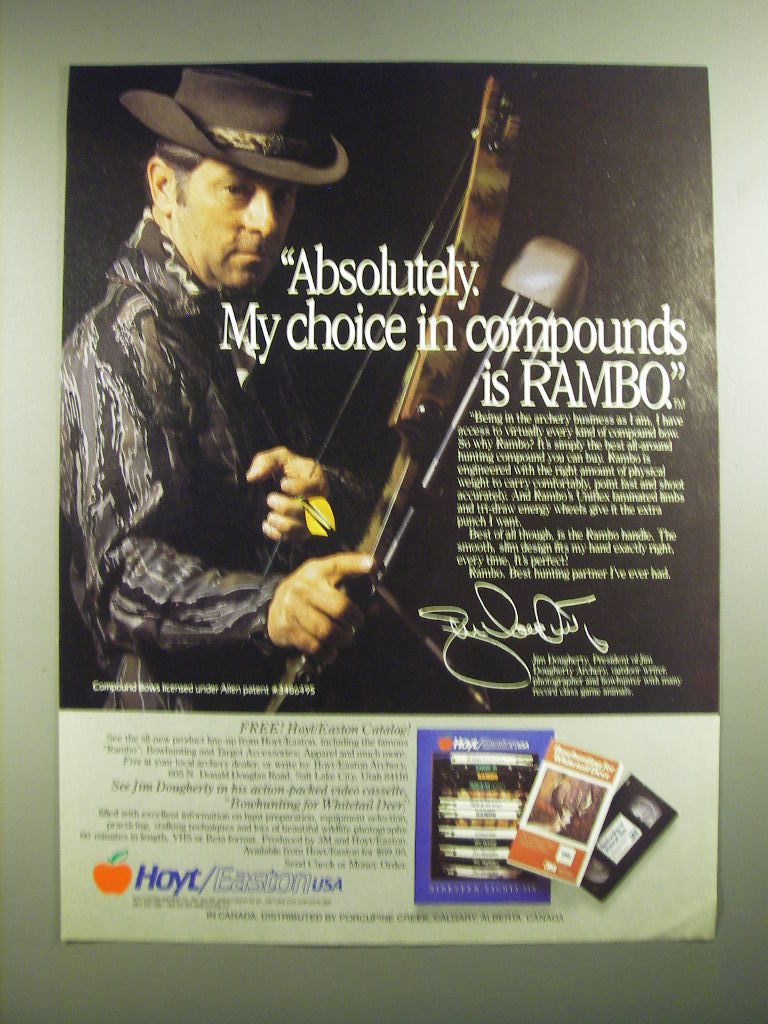 “Absolutely.
My choice in compounds
is RAMBO.”
TM
"Being in the archery business as I am, I have
access to virtually every kind of compound bow.
So why Rambo? It's simply the best all-around
hunting compound you can buy. Rambo is
engineered with the right amount of physical
weight to carry comfortably, point fast and shoot
accurately. And Rambo's Uniflex laminated limbs
and tri-draw energy wheels give it the extra
punch I want.
Best of all though, is the Rambo handle. The
smooth, slim design fits my hand exactly right,
every time. It's perfect!
Rambo. Best hunting partner I've ever had.
Jim Dougherty, President of Jim
Dougherty Archery, outdoor writer,
photographer and bowhunter with many
record class game animals.
Compound Bows licensed under Allen patent #3486495
FREE! Hoyt/Easton Catalog!
See the all-new product line-up from Hoyt/Easton, including the famous
"Rambo", Bowhunting and Target Accessories, Apparel and much more.
Free at your local archery dealer, or write to: Hoyt/Easton Archery,
605 N. Donald Douglas Road, Salt Lake City, Utah 84116
See Jim Dougherty in his action-packed video cassette,
"Bowhunting for Whitetail Deer,"
filled with excellent information on hunt preparation, equipment selection,
practicing, stalking techniques and lots of beautiful wildlife photography.
60 minutes in length, VHS or Beta format. Produced by 3M and Hoyt/Easton.
Available from Hoyt/Easton for $69.95.
Send Check or Money Order.
Hoyt/Easton USA
Hoyt/Easton USA
RAMBO
Bowhunting for
Whitetail Deer
IN CANADA, DISTRIBUTED BY PORCUPINE CREEK, CALGARY, ALBERTA, CANADA